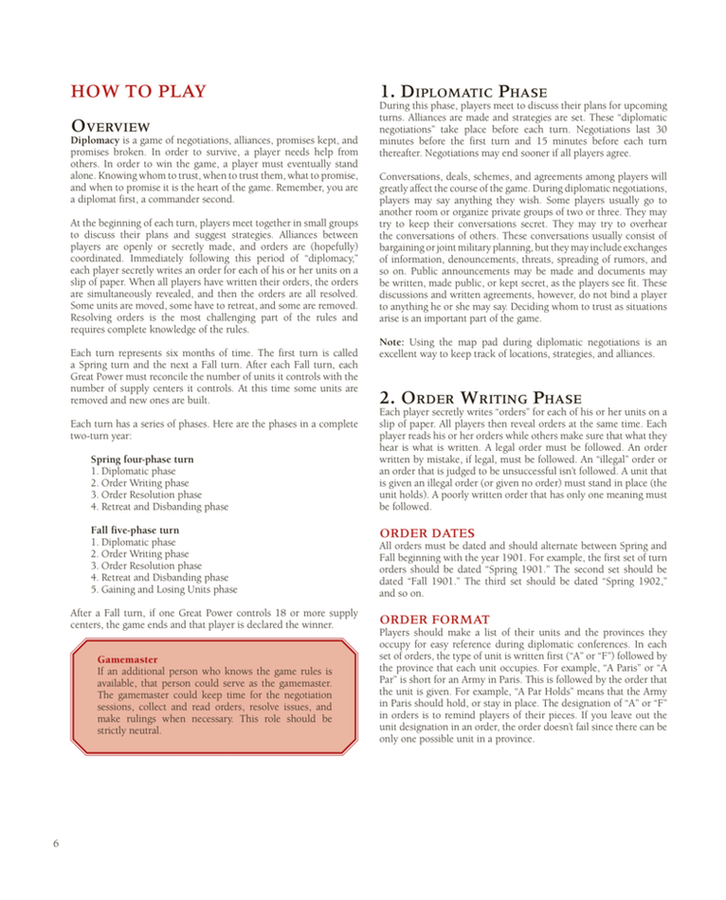 HOW TO PLAY
OVERVIEW
Diplomacy is a game of negotiations, alliances, promises kept, and
promises broken. In order to survive, a player needs help from
others. In order to win the game, a player must eventually stand
alone. Knowing whom to trust, when to trust them, what to promise,
and when to promise it is the heart of the game. Remember, you are
a diplomat first, a commander second.
At the beginning of each turn, players meet together in small groups
to discuss their plans and suggest strategies. Alliances between
players are openly or secretly made, and orders are (hopefully)
coordinated. Immediately following this period of “diplomacy,”
each player secretly writes an order for each of his or her units on a
slip of paper. When all players have written their orders, the orders
are simultaneously revealed, and then the orders are all resolved.
Some units are moved, some have to retreat, and some are removed.
Resolving orders is the most challenging part of the rules and
requires complete knowledge of the rules.
Each turn represents six months of time. The first turn is called
a Spring turn and the next a Fall turn. After each Fall turn, each
Great Power must reconcile the number of units it controls with the
number of supply centers it controls. At this time some units are
removed and new ones are built.
Each turn has a series of phases. Here are the phases in a complete
two-turn year:
Spring four-phase turn
1. Diplomatic phase
2. Order Writing phase
3. Order Resolution phase
4. Retreat and Disbanding phase
Fall five-phase turn
1. Diplomatic phase
2. Order Writing phase
3. Order Resolution phase
4. Retreat and Disbanding phase
5. Gaining and Losing Units phase
After a Fall turn, if one Great Power controls 18 or more supply
centers, the game ends and that player is declared the winner.
Gamemaster
If an additional person who knows the game rules is
available, that person could serve as the gamemaster.
The gamemaster could keep time for the negotiation
sessions, collect and read orders, resolve issues, and
make rulings when necessary. This role should be
strictly neutral.
1. DIPLOMATIC PHASE
During this phase, players meet to discuss their plans for upcoming
turns. Alliances are made and strategies are set. These “diplomatic
negotiations” take place before each turn. Negotiations last 30
minutes before the first turn and 15 minutes before each turn
thereafter. Negotiations may end sooner if all players agree.
Conversations, deals, schemes, and agreements among players will
greatly affect the course of the game. During diplomatic negotiations,
players may say anything they wish. Some players usually go to
another room or organize private groups of two or three. They may
try to keep their conversations secret. They may try to overhear
the conversations of others. These conversations usually consist of
bargaining or joint military planning, but they may include exchanges
of information, denouncements, threats, spreading of rumors, and
so on. Public announcements may be made and documents may
be written, made public, or kept secret, as the players see fit. These
discussions and written agreements, however, do not bind a player
to anything he or she may say. Deciding whom to trust as situations
arise is an important part of the game.
Note: Using the map pad during diplomatic negotiations is an
excellent way to keep track of locations, strategies, and alliances.
2. ORDER WRITING PHASE
Each player secretly writes “orders” for each of his or her units on a
slip of paper. All players then reveal orders at the same time. Each
player reads his or her orders while others make sure that what they
hear is what is written. A legal order must be followed. An order
written by mistake, if legal, must be followed. An “illegal” order or
an order that is judged to be unsuccessful isn’t followed. A unit that
is given an illegal order (or given no order) must stand in place (the
unit holds). A poorly written order that has only one meaning must
be followed.
ORDER DATES
All orders must be dated and should alternate between Spring and
Fall beginning with the year 1901. For example, the first set of turn
orders should be dated “Spring 1901.” The second set should be
dated “Fall 1901.” The third set should be dated “Spring 1902,”
and so on.
ORDER FORMAT
Players should make a list of their units and the provinces they
occupy for easy reference during diplomatic conferences. In each
set of orders, the type of unit is written first (“A” or “F”) followed by
the province that each unit occupies. For example, “A Paris” or “A
Par” is short for an Army in Paris. This is followed by the order that
the unit is given. For example, “A Par Holds” means that the Army
in Paris should hold, or stay in place. The designation of “A” or “F”
in orders is to remind players of their pieces. If you leave out the
unit designation in an order, the order doesn’t fail since there can be
only one possible unit in a province.
6